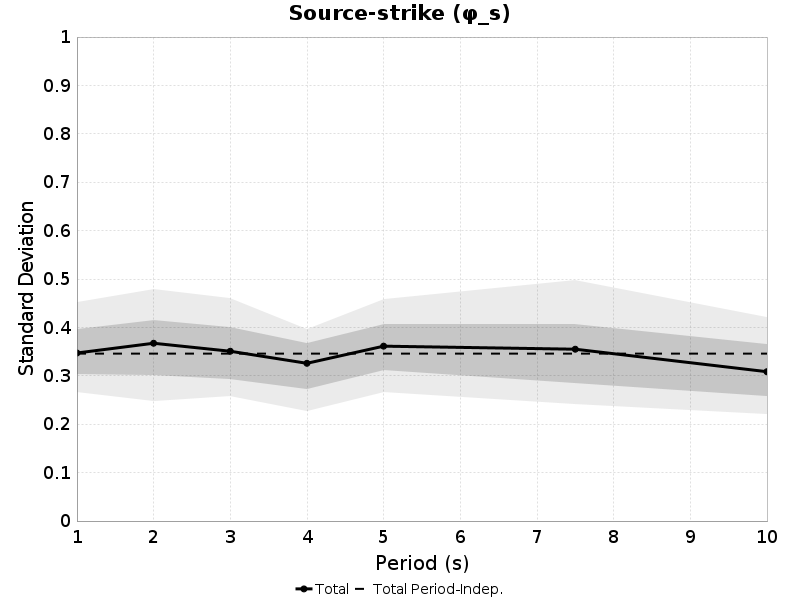 Source-strike (φ_s)
Standard Deviation
1
0.9
0.8
0.7
0.6
0.5
0.4
0.3
0.2
0.1
0
1 2 3 4 5 6 7 8 9 10
Period (s)
Total Total Period-Indep.